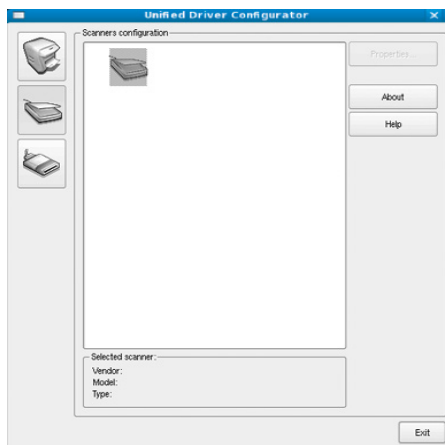 Unified Driver Configurator
Scanners configuration
Properties...
About
Help
Selected scanner:
Vendor:
Model:
Type:
Exit